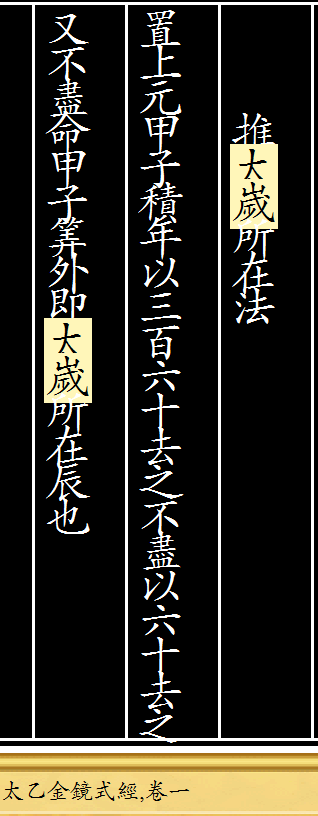 推太歲所在法
置上元甲子積年以三百六十去之不盡以六十去之
又不盡命甲子筭外即太歲所在辰也
太乙金鏡式經,卷一